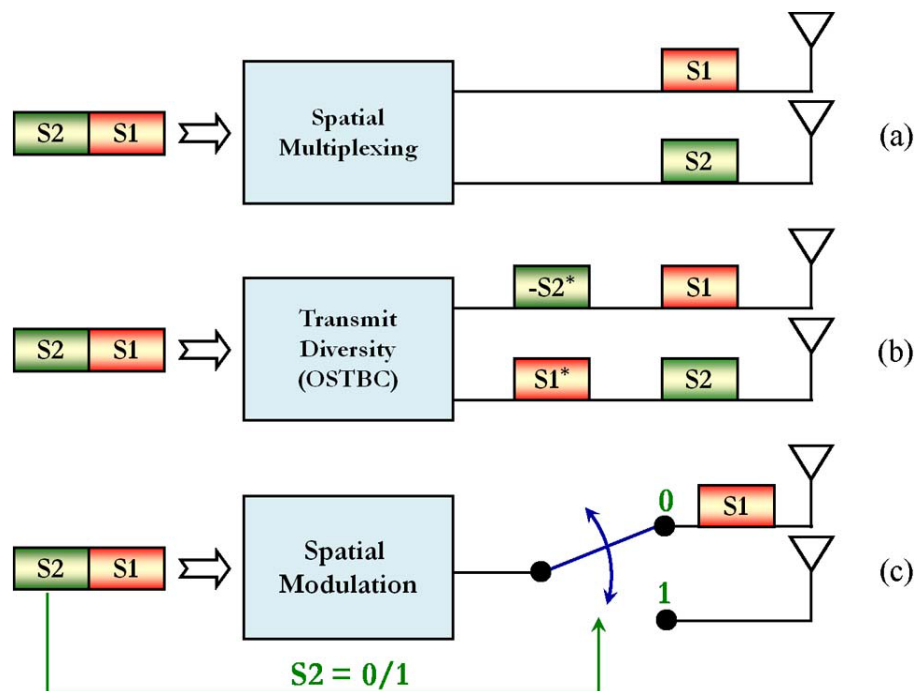 S1
S2 S1
Spatial
Multiplexing
(a)
S2
-S2* S1
S2 S1
Transmit
Diversity
(OSTBC)
(b)
S1* S2
0 S1
S2 S1
Spatial
Modulation
(c)
1
S2 = 0/1